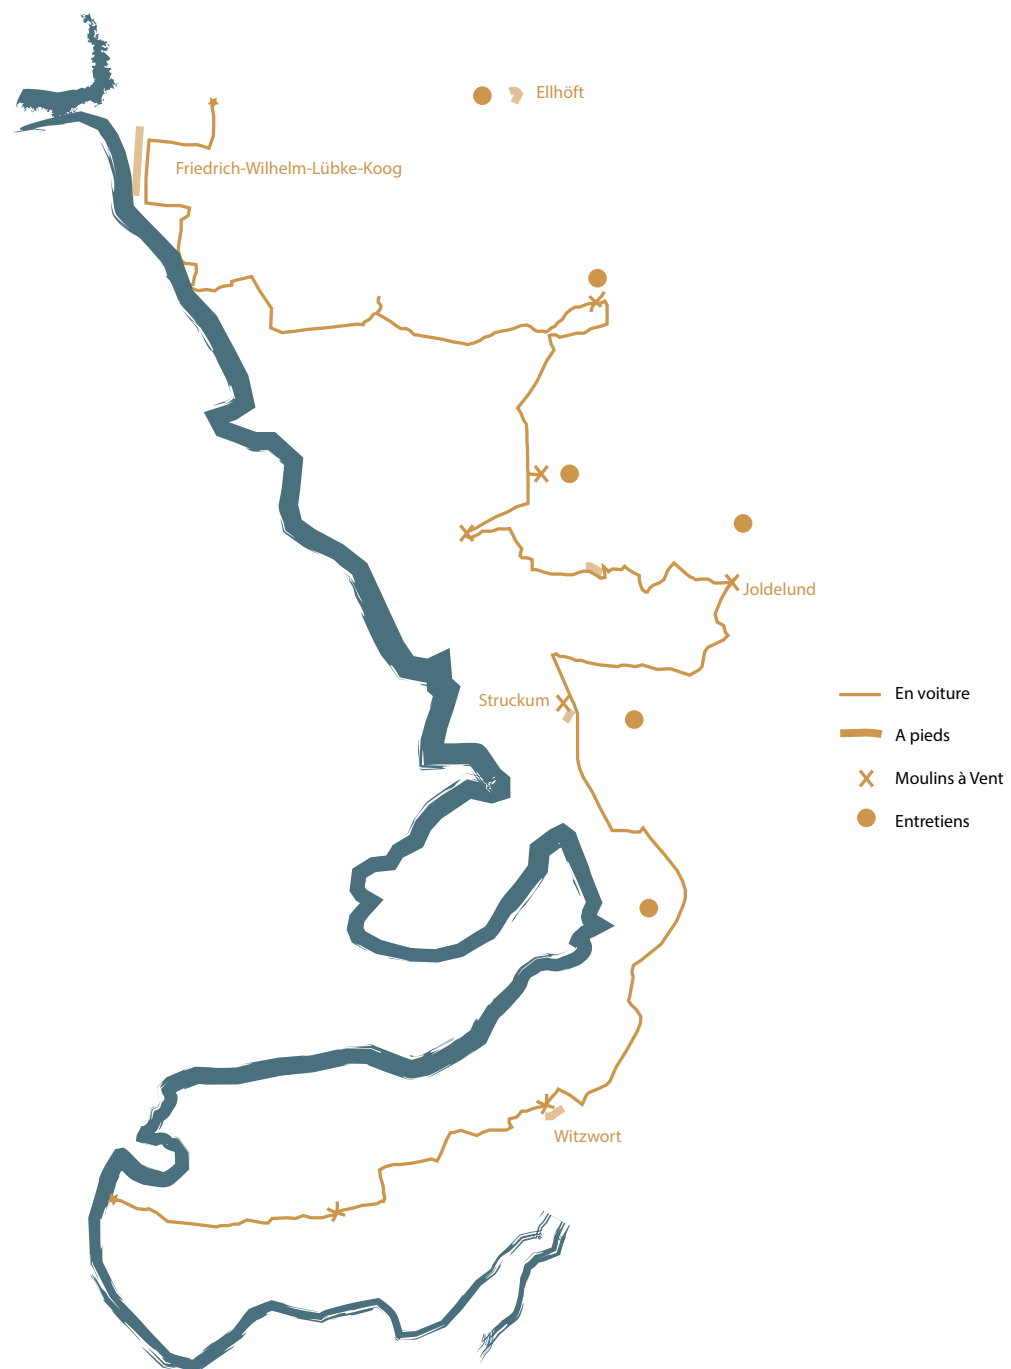 Ellhöft
Friedrich-Wilhelm-Lübke-Koog
Joldelund
Struckum
En voiture
A pieds
Moulins à Vent
Entretiens
Witzwort